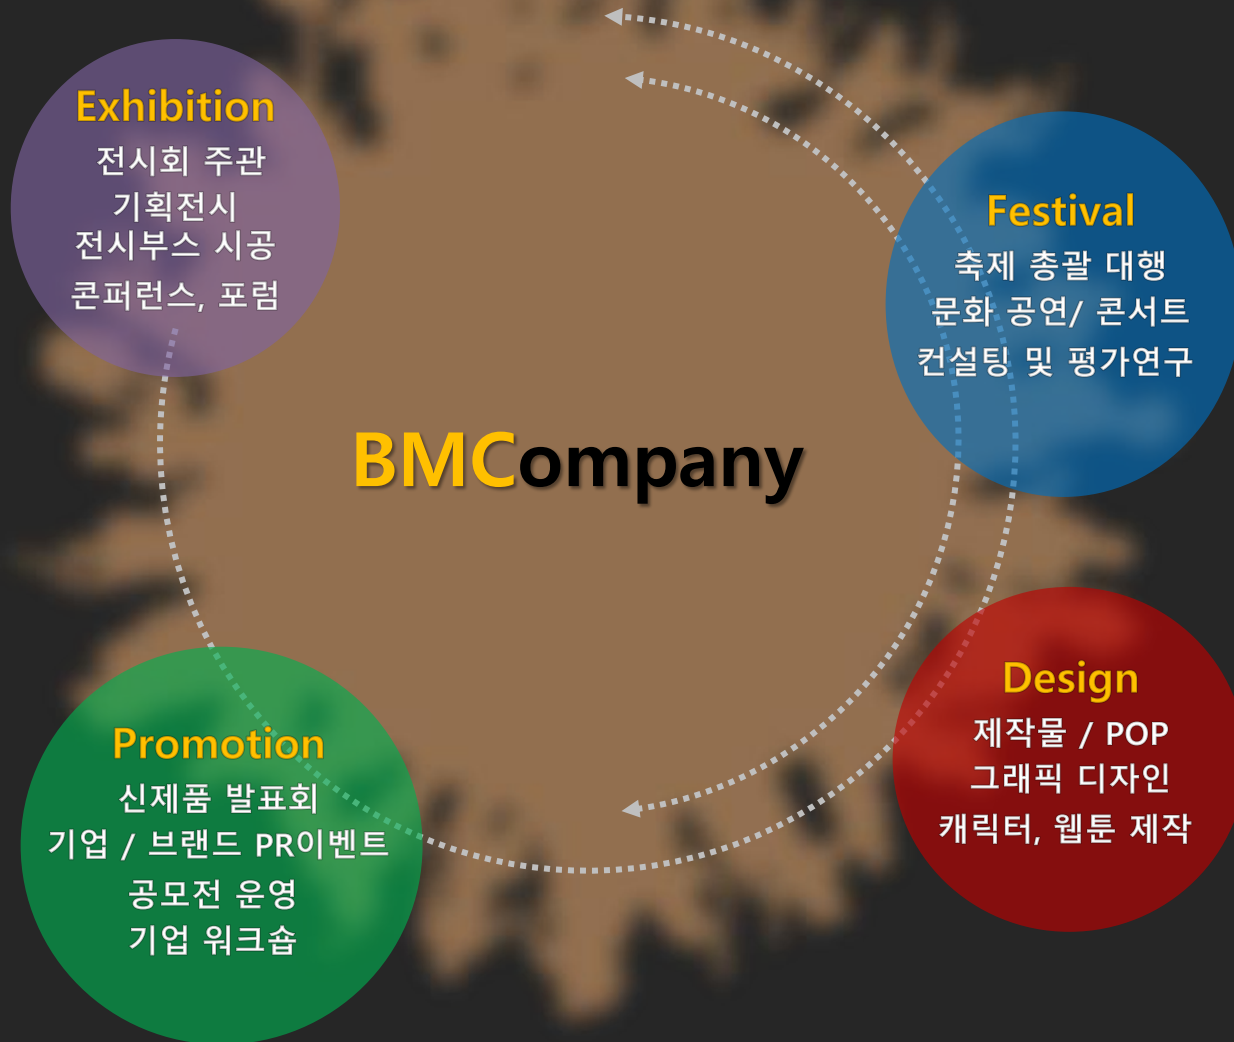 Exhibition
전시회 주관
기획전시
전시부스 시공
콘퍼런스, 포럼
Festival
축제 총괄 대행
문화 공연/ 콘서트
컨설팅 및 평가연구
BMCompany
Promotion
신제품 발표회
기업 / 브랜드 PR이벤트
공모전 운영
기업 워크숍
Design
제작물 / POP
그래픽 디자인
캐릭터, 웹툰 제작